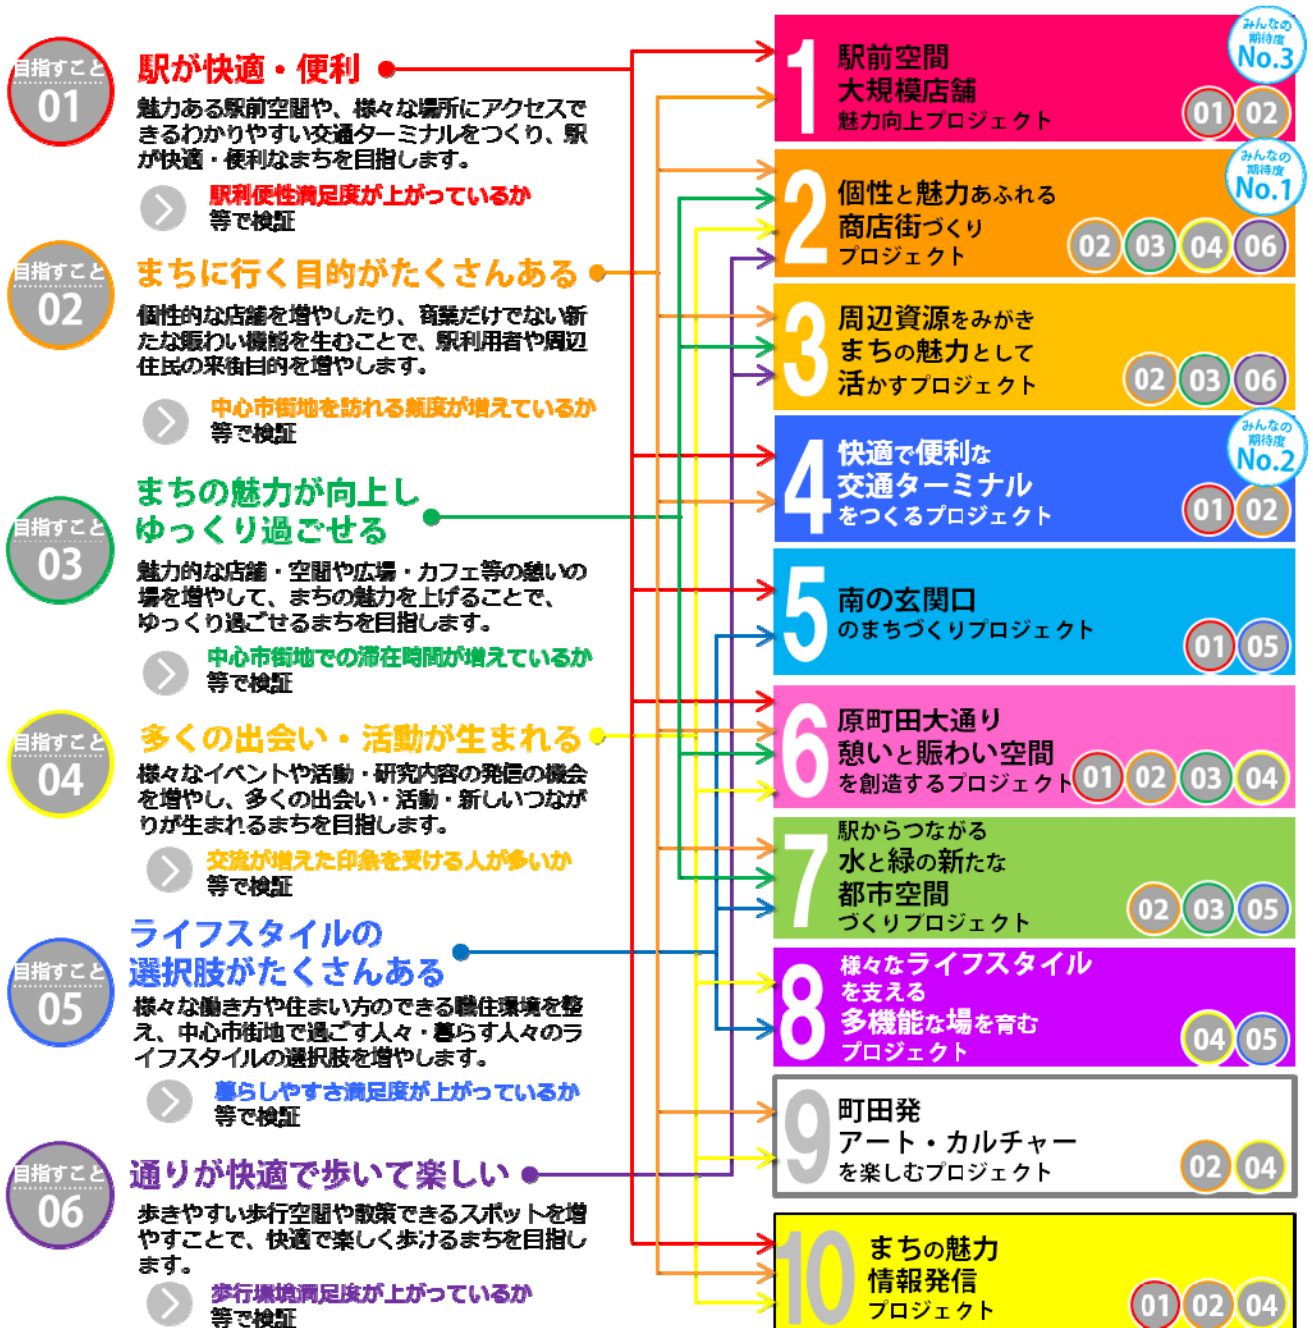 目指すこと
01
駅が快適・便利
魅力ある駅前空間や、様々な場所にアクセスで
きるわかりやすい交通ターミナルをつくり、駅
が快適・便利なまちを目指します。
駅利便性満足度が上がっているか
等で検証
目指すこと
02
まちに行く目的がたくさんある
個性的な店舗を増やしたり、商業だけでない新
たな賑わい機能を生むことで、駅利用者や周辺
住民の来街目的を増やします。
中心市街地を訪れる頻度が増えているか
等で検証
目指すこと
03
まちの魅力が向上し
ゆっくり過ごせる
魅力的な店舗・空間や広場・カフェ等の憩いの
場を増やして、まちの魅力を上げることで、
ゆっくり過ごせるまちを目指します。
中心市街地での滞在時間が増えているか
等で検証
目指すこと
04
多くの出会い・活動が生まれる
様々なイベントや活動・研究内容の発信の機会
を増やし、多くの出会い・活動・新しいつなが
りが生まれるまちを目指します。
交流が増えた印象を受ける人が多いか
等で検証
目指すこと
05
ライフスタイルの
選択肢がたくさんある
様々な働き方や住まい方のできる職住環境を整
え、中心市街地で過ごす人々・暮らす人々のラ
イフスタイルの選択肢を増やします。
暮らしやすさ満足度が上がっているか
等で検証
目指すこと
06
通りが快適で歩いて楽しい
歩きやすい歩行空間や散策できるスポットを増
やすことで、快適で楽しく歩けるまちを目指し
ます。
歩行環境満足度が上がっているか
等で検証
1
駅前空間
大規模店舗
魅力向上プロジェクト
みんなの
期待度
No.3
01 02
2
個性と魅力あふれる
商店街づくり
プロジェクト
みんなの
期待度
No.1
02 03 04 06
3
周辺資源をみがき
まちの魅力として
活かすプロジェクト
02 03 06
4
快適で便利な
交通ターミナル
をつくるプロジェクト
みんなの
期待度
No.2
01 02
5
南の玄関口
のまちづくりプロジェクト
01 05
6
原町田大通り
憩いと賑わい空間
を創造するプロジェクト
01 02 03 04
7
駅からつながる
水と緑の新たな
都市空間
づくりプロジェクト
02 03 05
8
様々なライフスタイル
を支える
多機能な場を育む
プロジェクト
04 05
9
町田発
アート・カルチャー
を楽しむプロジェクト
02 04
10
まちの魅力
情報発信
プロジェクト
01 02 04